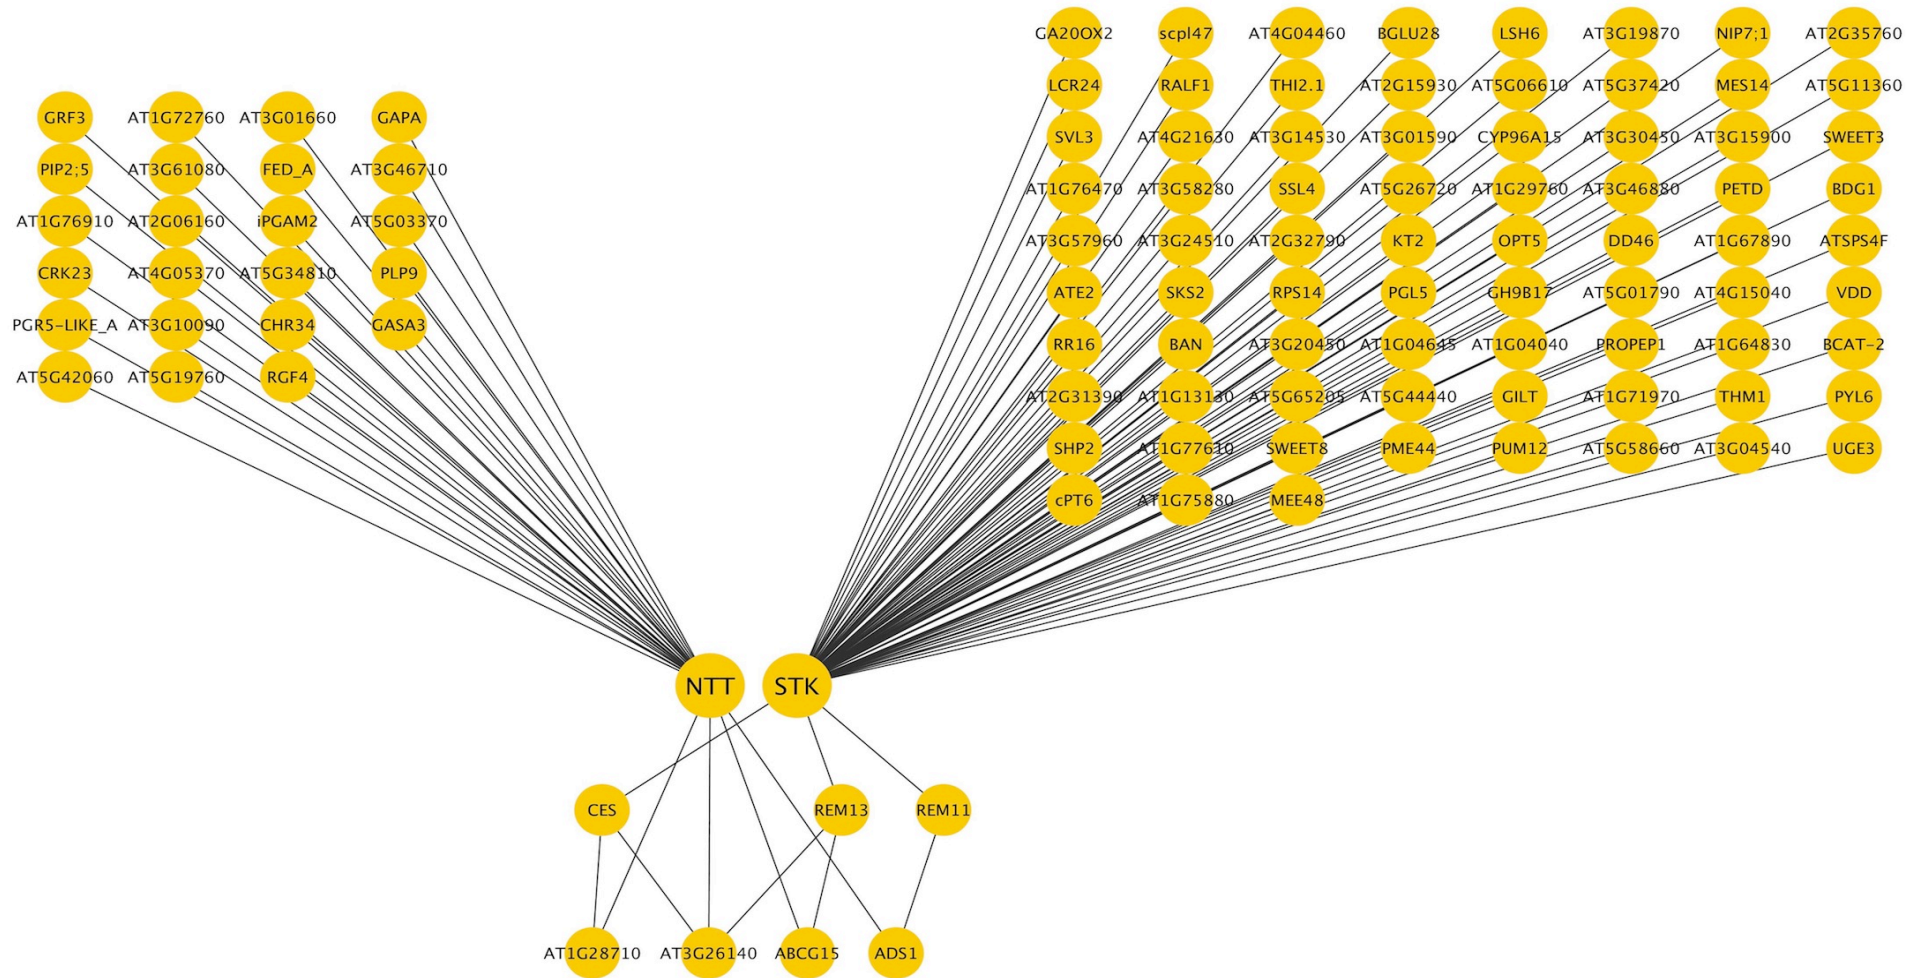 GA20OX2 scpl47 AT4G04460 BGLU28 LSH6 AT3G19870 NIP7;1 AT2G35760
LCR24 RALF1 THI2.1 AT2G15930 AT5G06610 AT5G37420 MES14 AT5G11360
GRF3 AT1G72760 AT3G01660 GAPA
SVL3 AT4G21630 AT3G14530 AT3G01590 CYP96A15 AT3G30450 AT3G15900 SWEET3
PIP2;5 AT3G61080 FED_A AT3G46710
AT1G76470 AT3G58280 SSL4 AT5G26720 AT1G29760 AT3G46880 PETD BDG1
AT1G76910 AT2G06160 iPGAM2 AT5G03370
AT3G57960 AT3G24510 AT2G32790 KT2 OPT5 DD46 AT1G67890 ATSPS4F
CRK23 AT4G05370 AT5G34810 PLP9
ATE2 SKS2 RPS14 PGL5 GH9B17 AT5G01790 AT4G15040 VDD
PGR5-LIKE_A AT3G10090 CHR34 GASA3
RR16 BAN AT3G20450 AT1G04645 AT1G04040 PROPEP1 AT1G64830 BCAT-2
AT5G42060 AT5G19760 RGF4
AT2G31390 AT1G13130 AT5G65205 AT5G44440 GILT AT1G71970 THM1 PYL6
SHP2 AT1G77610 SWEET8 PME44 PUM12 AT5G58660 AT3G04540 UGE3
cPT6 AT1G75880 MEE48
NTT STK
CES REM13 REM11
AT1G28710 AT3G26140 ABCG15 ADS1